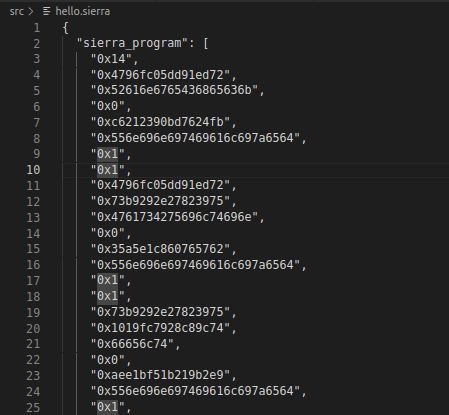 src > hello.sierra
1 {
2 "sierra_program": [
3 "0x14",
4 "0x4796fc05dd91ed72",
5 "0x52616e6765436865636b",
6 "0x0",
7 "0xc6212390bd7624fb",
8 "0x556e696e697469616c697a6564",
9 "0x1",
10 "0x1",
11 "0x4796fc05dd91ed72",
12 "0x73b9292e27823975",
13 "0x4761734275696c74696e",
14 "0x0",
15 "0x35a5e1c860765762",
16 "0x556e696e697469616c697a6564",
17 "0x1",
18 "0x1",
19 "0x73b9292e27823975",
20 "0x1019fc7928c89c74",
21 "0x66656c74",
22 "0x0",
23 "0xaee1bf51b219b2e9",
24 "0x556e696e697469616c697a6564",
25 "0x1",